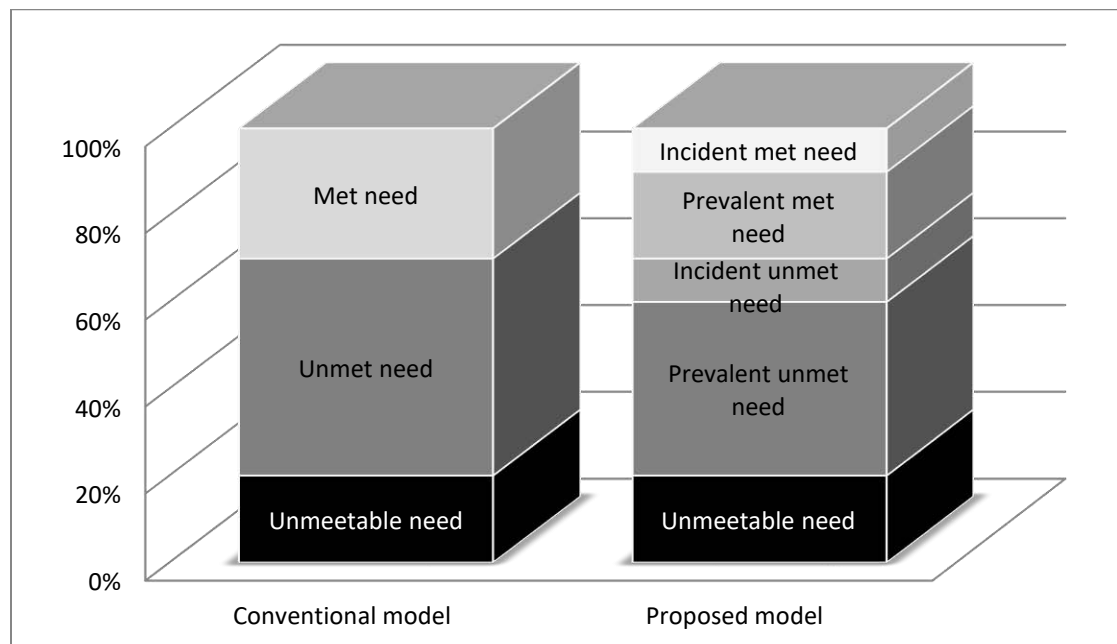 100%
80%
60%
40%
20%
0%
Met need
Unmet need
Unmeetable need
Incident met need
Prevalent met
need
Incident unmet
need
Prevalent unmet
need
Unmeetable need
Conventional model
Proposed model